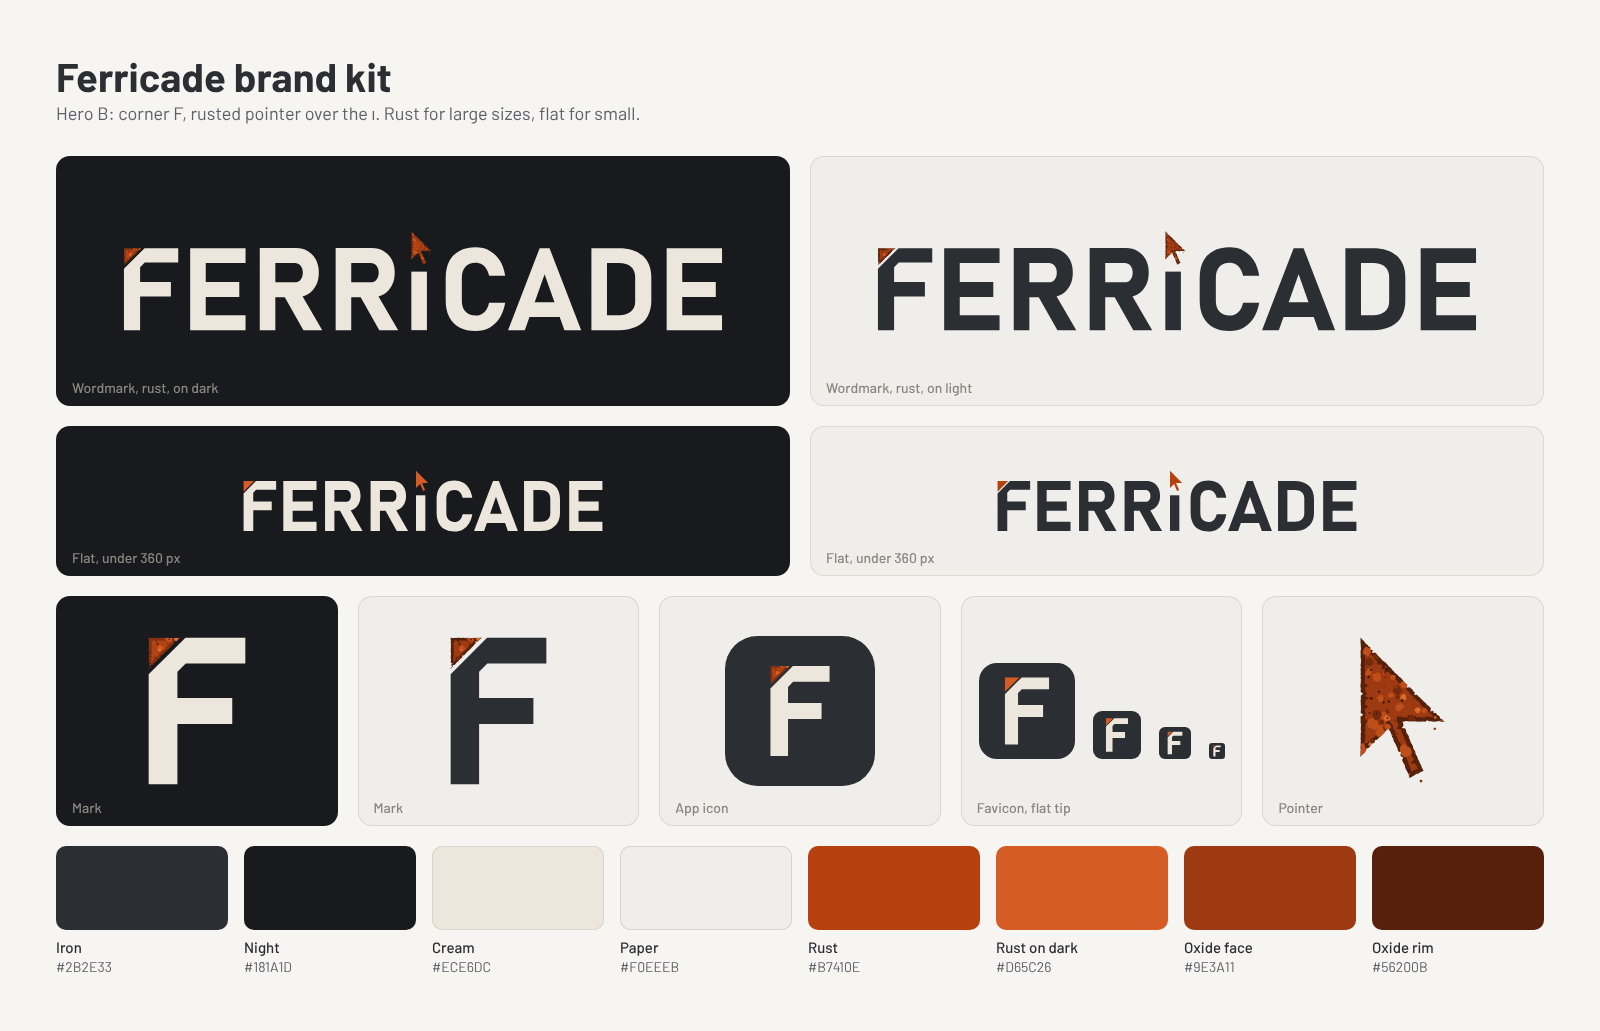 Ferricade brand kit
Hero B: corner F, rusted pointer over the ı. Rust for large sizes, flat for small.
FERRıCADE
FERRıCADE
Wordmark, rust, on dark
Wordmark, rust, on light
FERRıCADE
FERRıCADE
Flat, under 360 px
Flat, under 360 px
F
F
F
F
F
F
F
Mark
Mark
App icon
Favicon, flat tip
Pointer
Iron
Night
Cream
Paper
Rust
Rust on dark
Oxide face
Oxide rim
#2B2E33
#181A1D
#ECE6DC
#F0EEEB
#B7410E
#D65C26
#9E3A11
#56200B